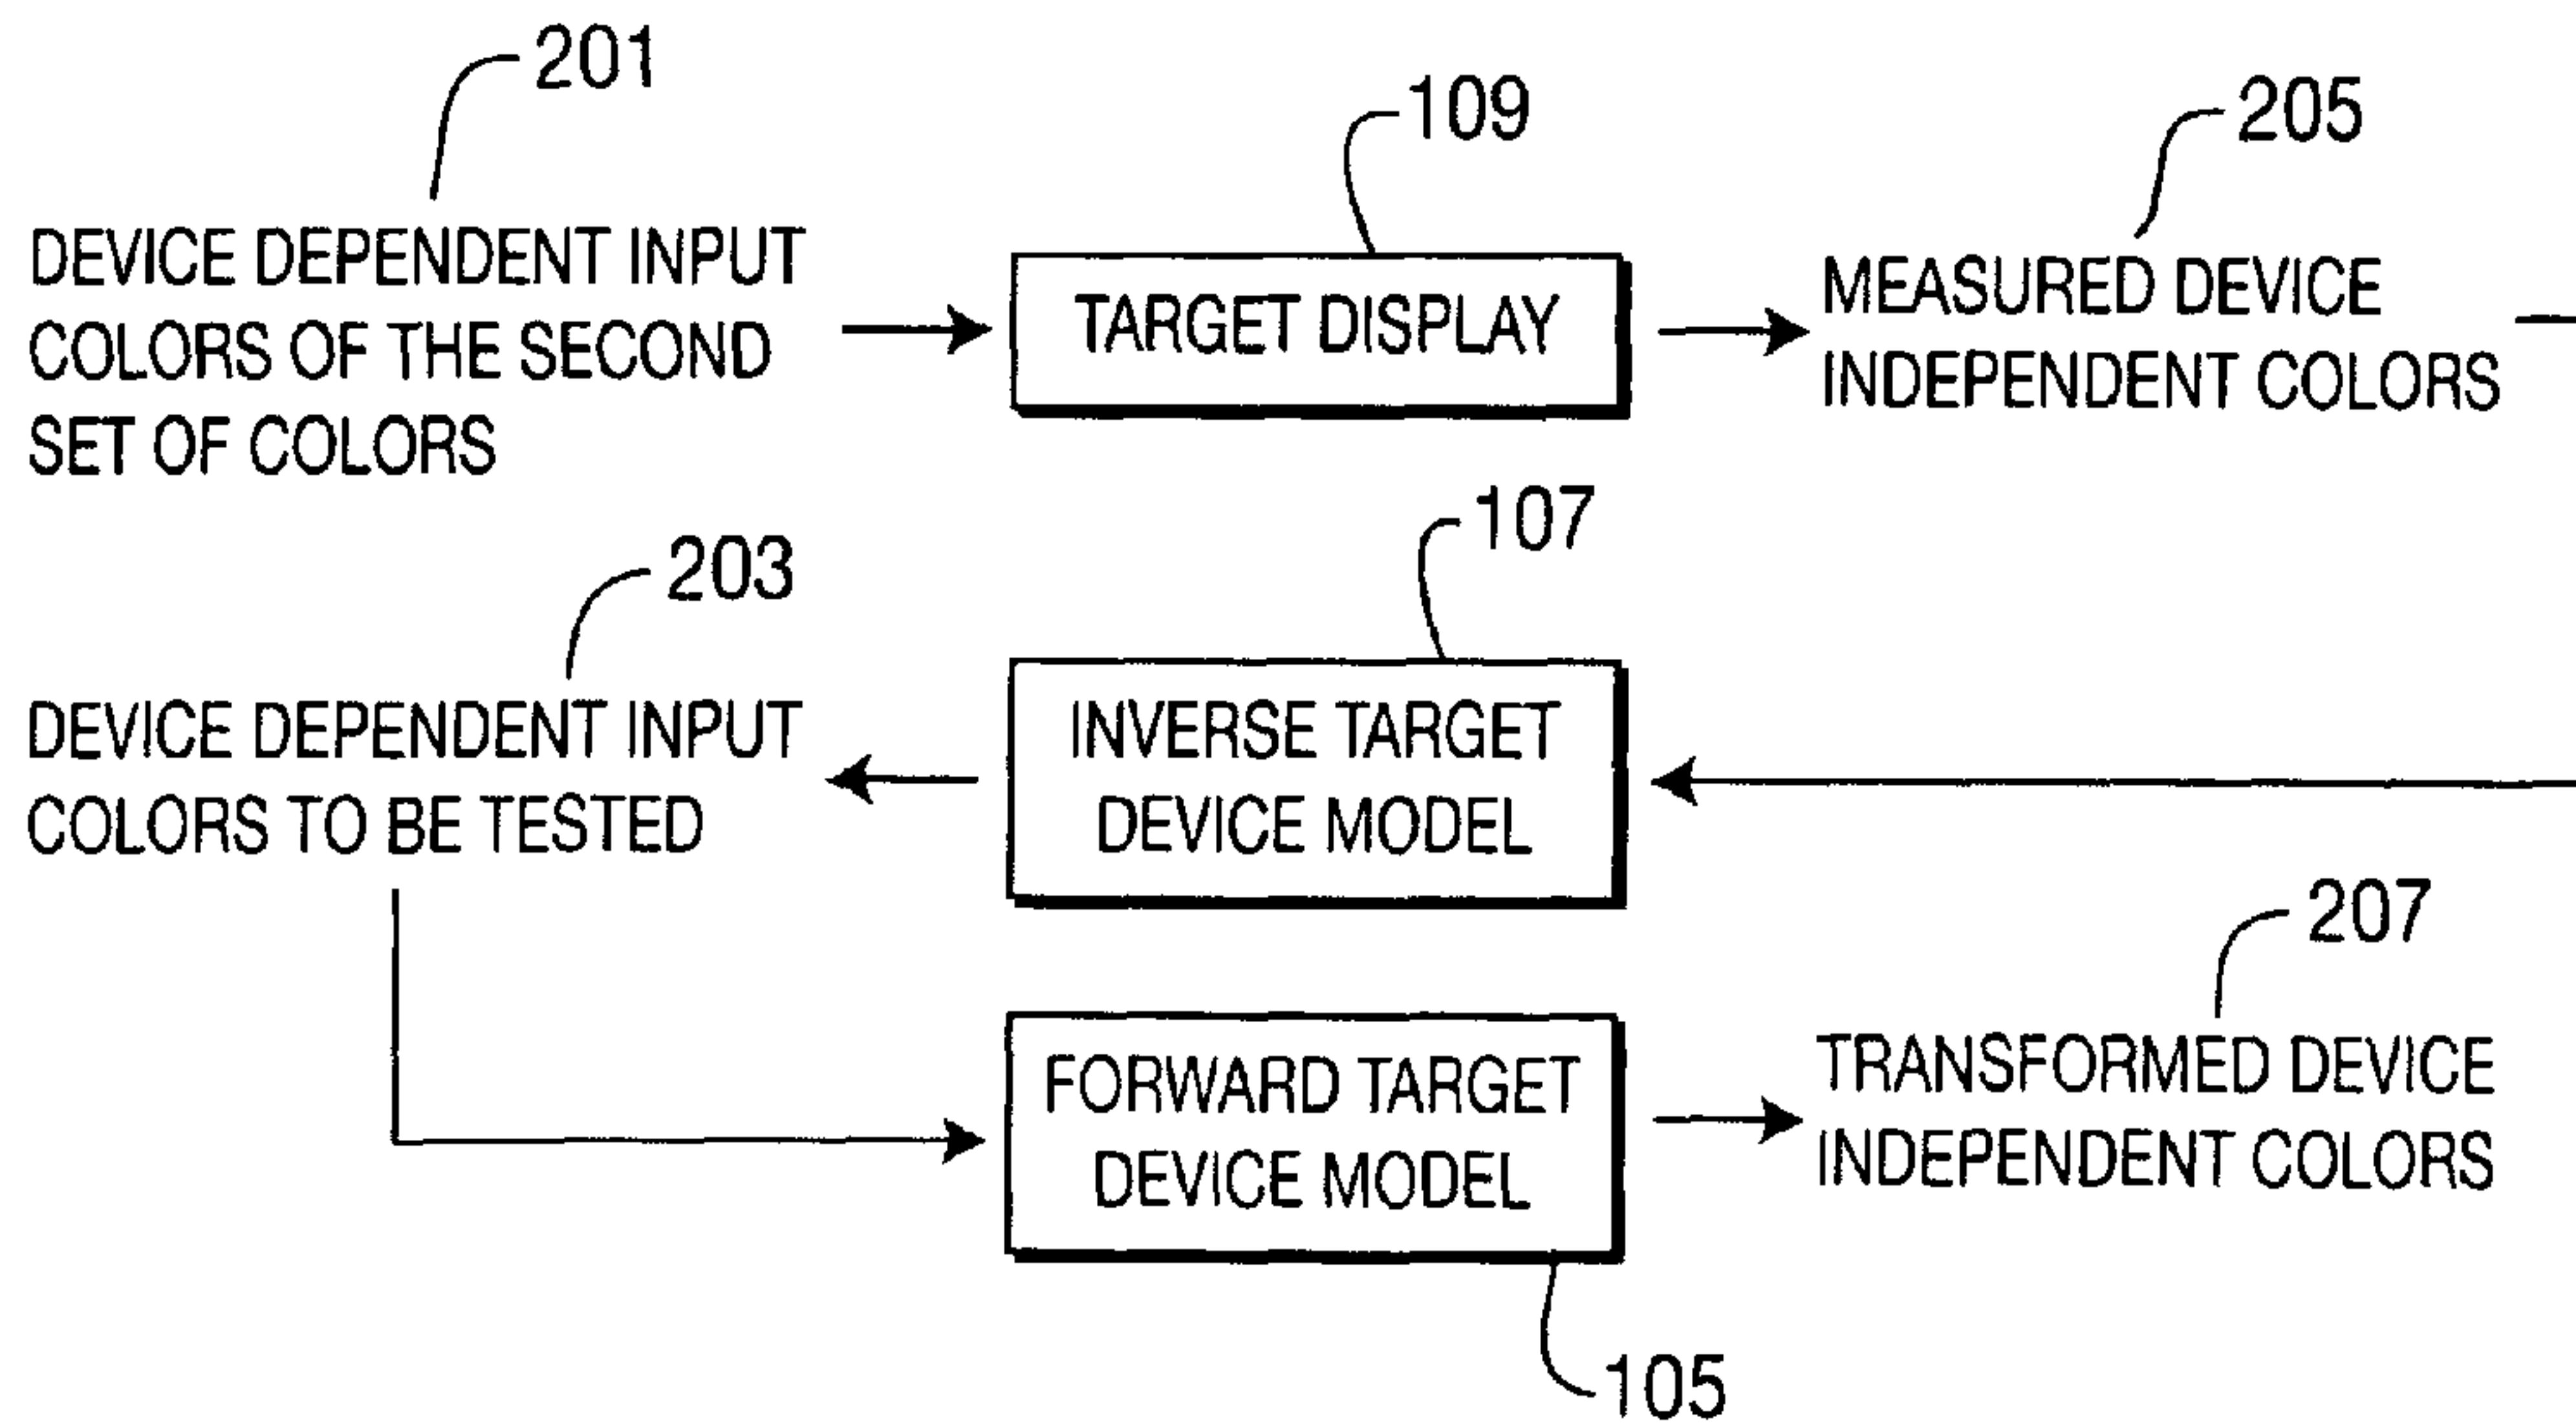 201
109
205
DEVICE DEPENDENT INPUT
COLORS OF THE SECOND
SET OF COLORS
TARGET DISPLAY
MEASURED DEVICE
INDEPENDENT COLORS
107
203
DEVICE DEPENDENT INPUT
COLORS TO BE TESTED
INVERSE TARGET
DEVICE MODEL
207
FORWARD TARGET
DEVICE MODEL
TRANSFORMED DEVICE
INDEPENDENT COLORS
105